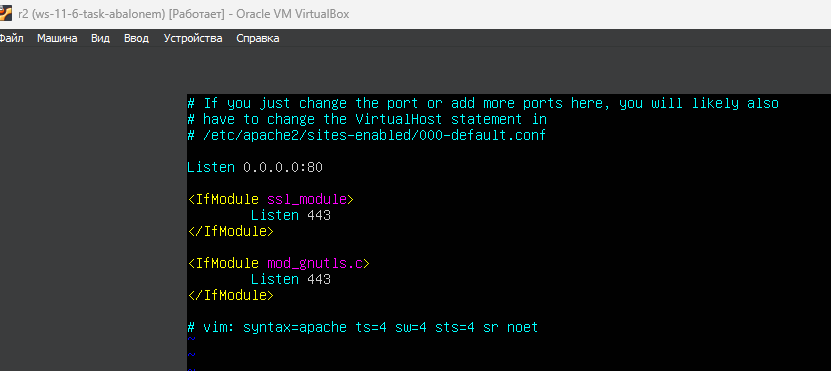 r2 (ws-11-6-task-abalonem) [Работает] - Oracle VM VirtualBox
Файл Машина Вид Ввод Устройства Справка
# If you just change the port or add more ports here, you will likely also
# have to change the VirtualHost statement in
# /etc/apache2/sites-enabled/000-default.conf
Listen 0.0.0.0:80
<IfModule ssl_module>
Listen 443
</IfModule>
<IfModule mod_gnutls.c>
Listen 443
</IfModule>
# vim: syntax=apache ts=4 sw=4 sts=4 sr noet
~
~
~